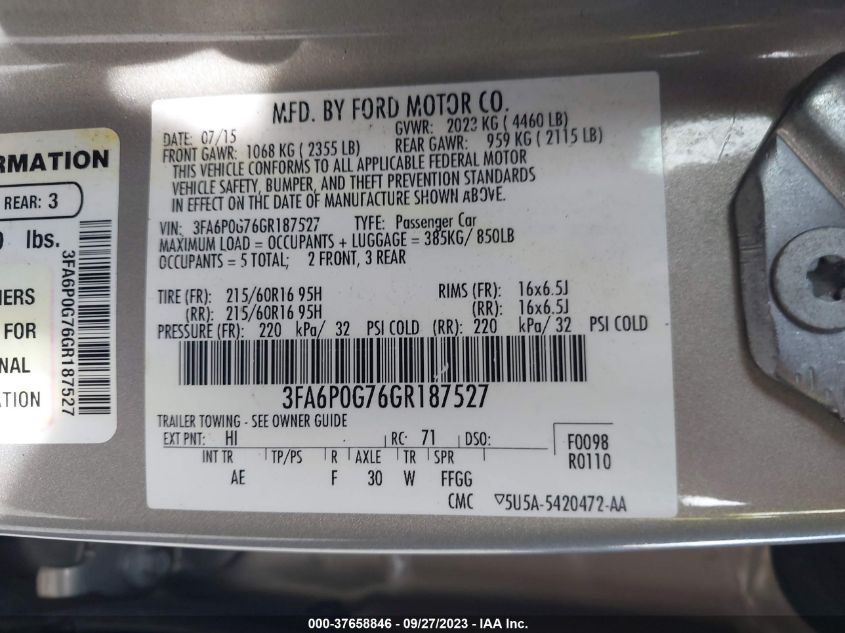 MFD. BY FORD MOTOR CO.
DATE: 07/15 GVWR: 2023 KG ( 4460 LB)
FRONT GAWR: 1068 KG ( 2355 LB) REAR GAWR: 959 KG ( 2115 LB)
THIS VEHICLE CONFORMS TO ALL APPLICABLE FEDERAL MOTOR
VEHICLE SAFETY, BUMPER, AND THEFT PREVENTION STANDARDS
IN EFFECT ON THE DATE OF MANUFACTURE SHOWN ABOVE.
VIN: 3FA6P0G76GR187527 TYPE: Passenger Car
MAXIMUM LOAD = OCCUPANTS + LUGGAGE = 385KG/ 850LB
OCCUPANTS = 5 TOTAL; 2 FRONT, 3 REAR
TIRE (FR): 215/60R16 95H RIMS (FR): 16x6.5J
(RR): 215/60R16 95H (RR): 16x6.5J
PRESSURE (FR): 220 kPa/ 32 PSI COLD (RR): 220 kPa/ 32 PSI COLD
3FA6P0G76GR187527
TRAILER TOWING - SEE OWNER GUIDE
EXT PNT: HI RC: 71 DSO: F0098
R0110
INT TR TP/PS R AXLE TR SPR
AE F 30 W FFGG
CMC ▽5U5A-5420472-AA
RMATION
REAR: 3
lbs.
3FA6P0G76GR187527
FOR
NAL
ATION
000-37658846 - 09/27/2023 - IAA Inc.